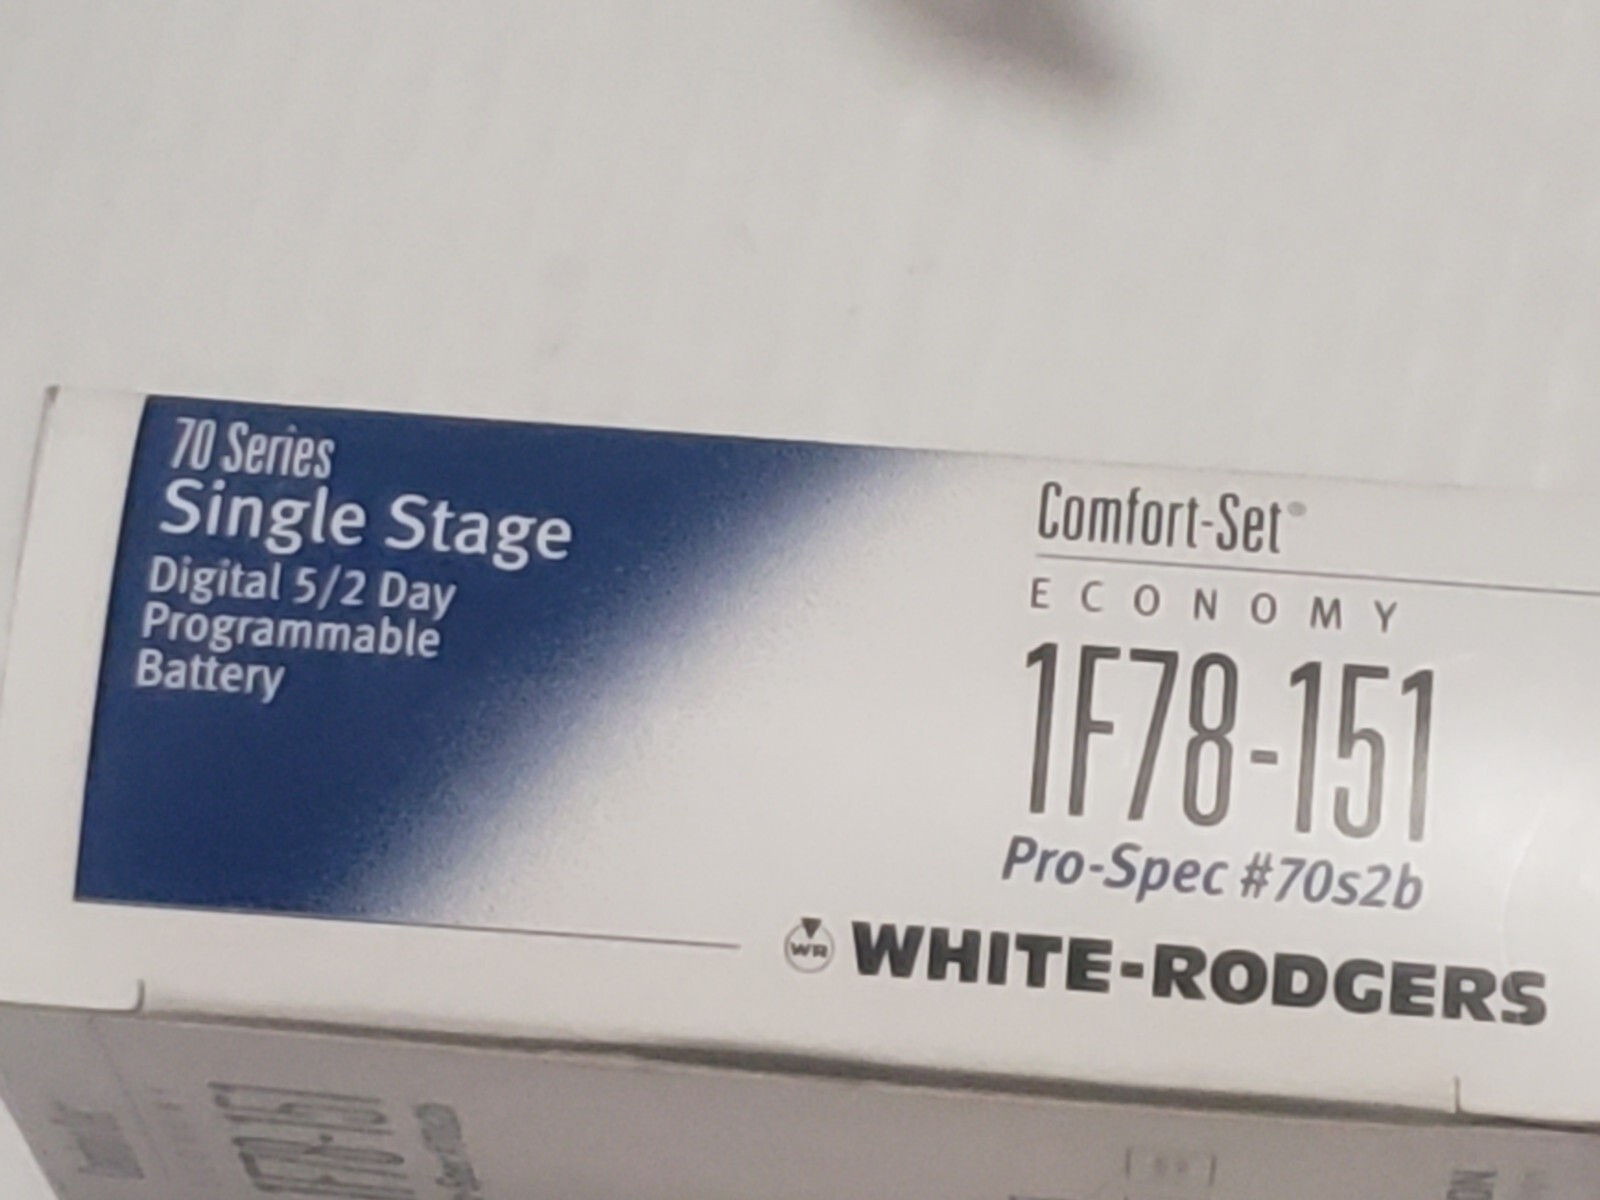 70 Series
Single Stage
Digital 5/2 Day
Programmable
Battery
Comfort-Set®
ECONOMY
1F78-151
Pro-Spec #70s2b
WR WHITE-RODGERS